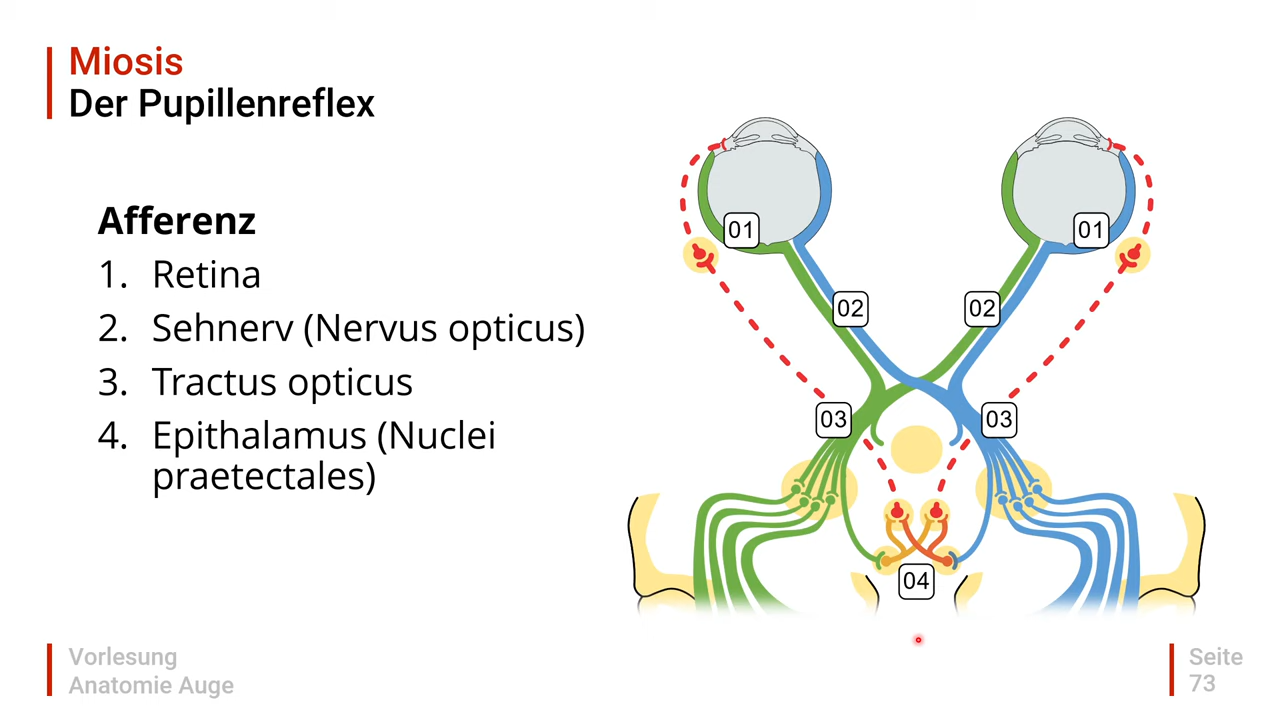 Miosis
Der Pupillenreflex
Afferenz
1. Retina
2. Sehnerv (Nervus opticus)
3. Tractus opticus
4. Epithalamus (Nuclei
praetectales)
01
01
02
02
03
03
04
Vorlesung
Anatomie Auge
Seite
73